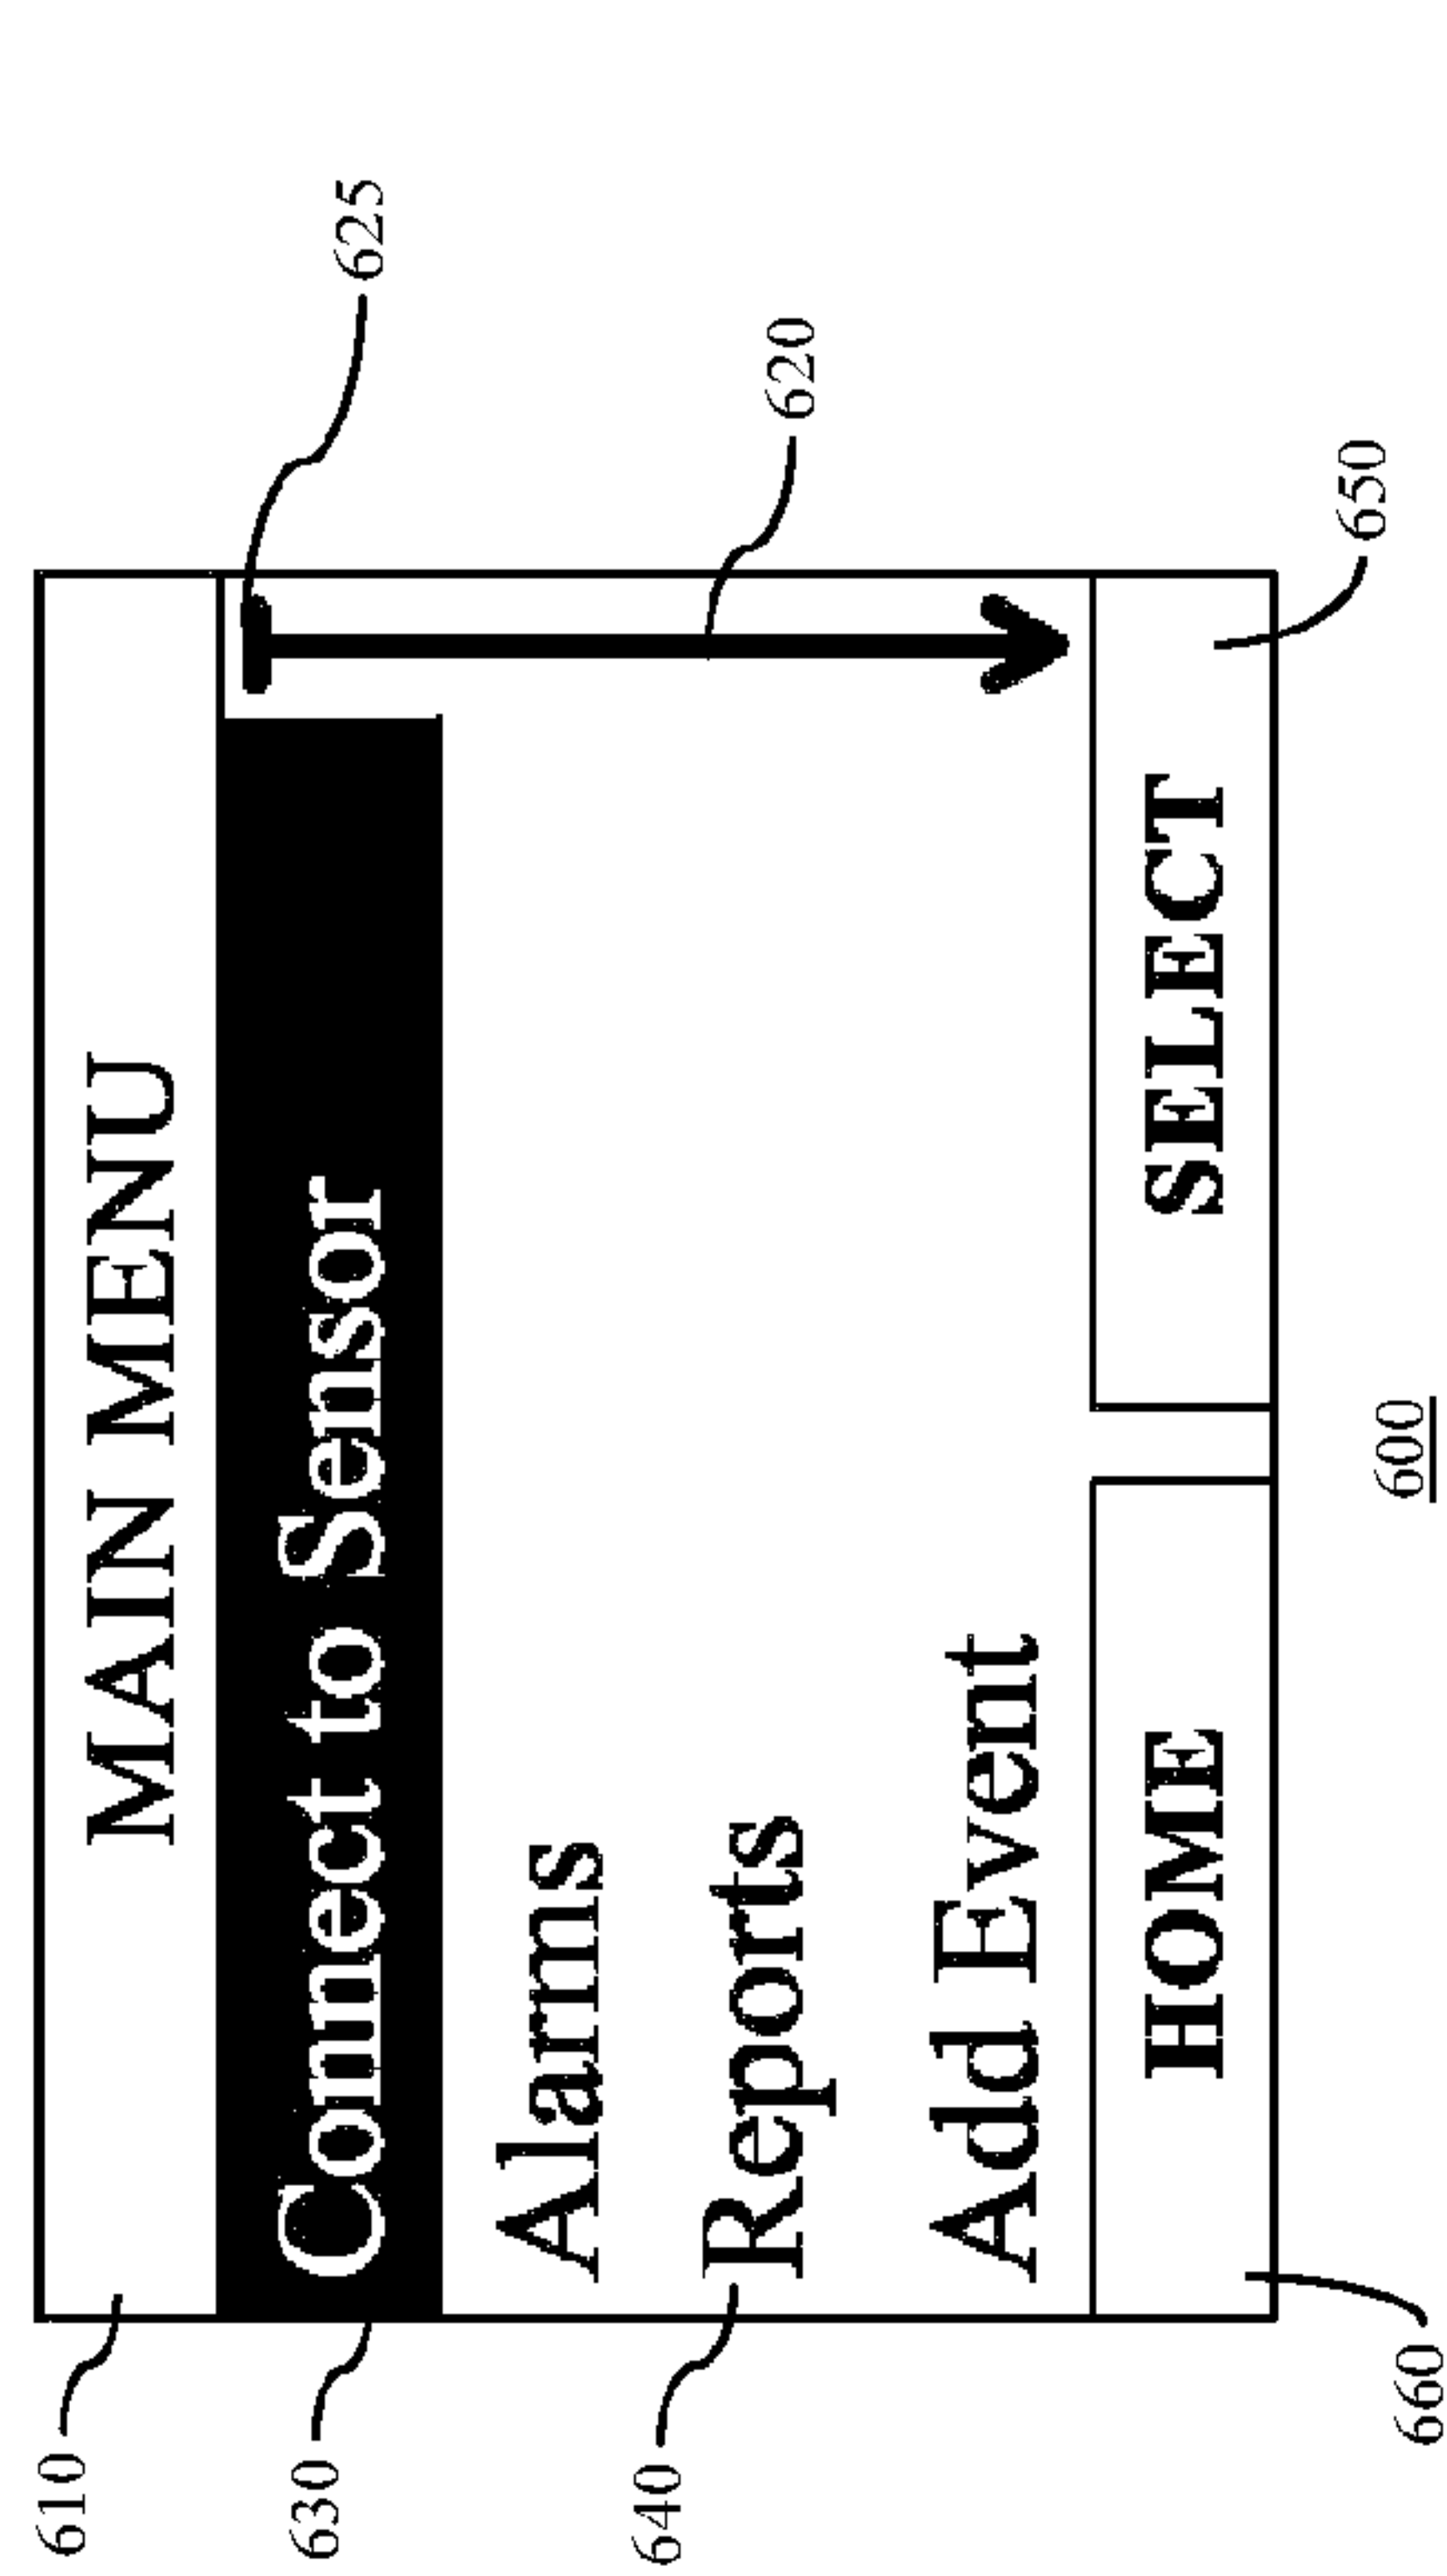 610
MAIN MENU
625
630
Connect to Sensor
Alarms
620
640
Reports
Add Event
HOME
SELECT
650
660
600